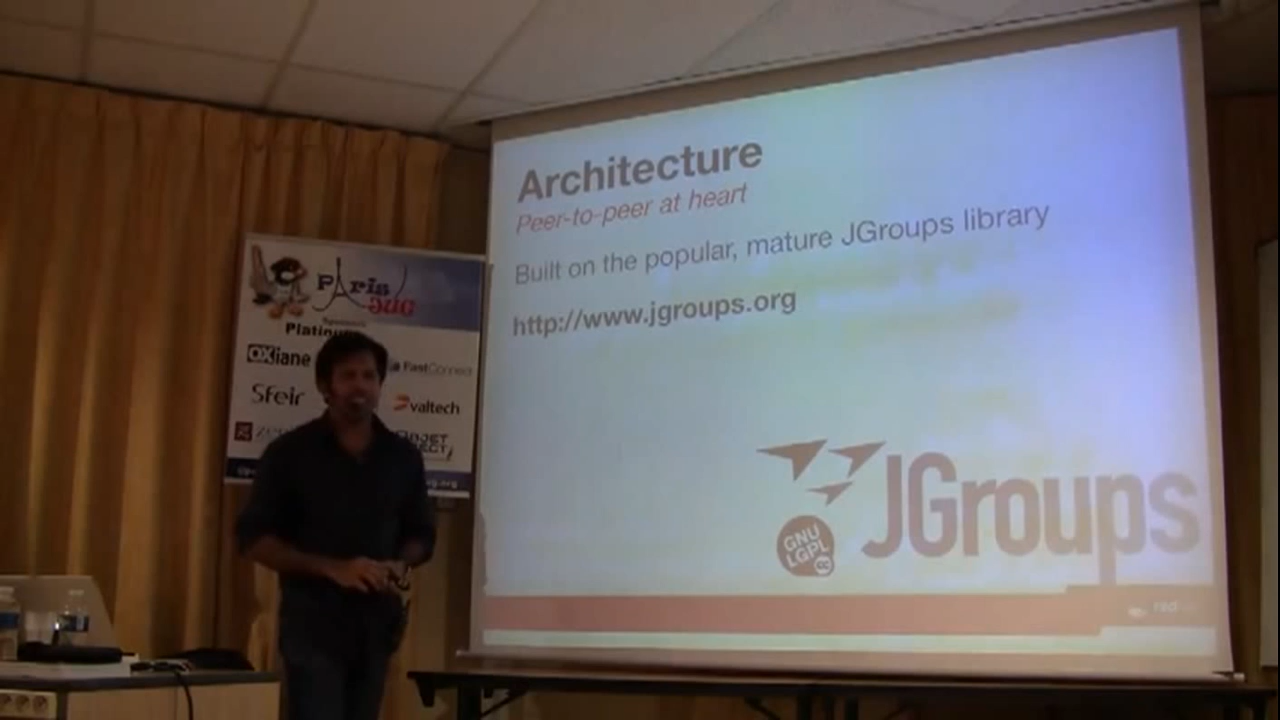 Architecture
Peer-to-peer at heart
Built on the popular, mature JGroups library
http://www.jgroups.org
JGroups
GNU
LGPL
cc
Paris
JUG
Platinum
OXiane
FastConnect
Sfeir
valtech